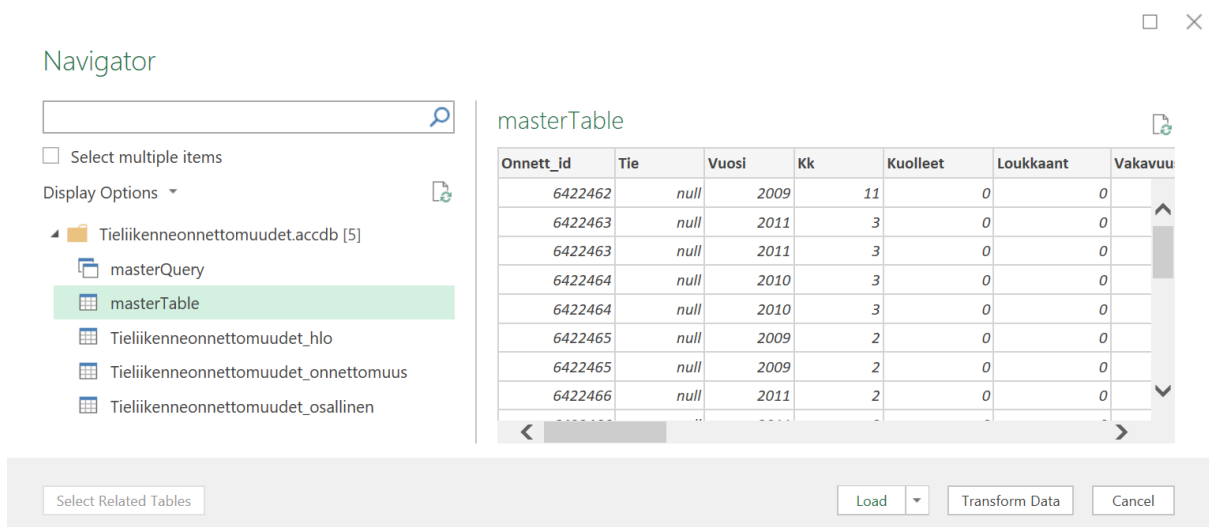 Navigator
Select multiple items
Display Options
Tieliikenneonnettomuudet.accdb [5]
masterQuery
masterTable
Tieliikenneonnettomuudet_hlo
Tieliikenneonnettomuudet_onnettomuus
Tieliikenneonnettomuudet_osallinen
masterTable
Onnett_id Tie Vuosi Kk Kuolleet Loukkaant Vakavuu
6422462 null 2009 11 0 0
6422463 null 2011 3 0 0
6422463 null 2011 3 0 0
6422464 null 2010 3 0 0
6422464 null 2010 3 0 0
6422465 null 2009 2 0 0
6422465 null 2009 2 0 0
6422466 null 2011 2 0 0
Select Related Tables Load Transform Data Cancel